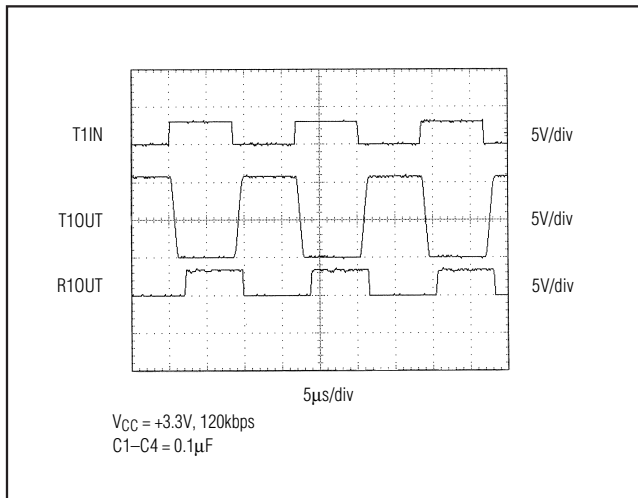 T1IN 5V/div
T1OUT 5V/div
R1OUT 5V/div
5μs/div
VCC = +3.3V, 120kbps
C1–C4 = 0.1μF